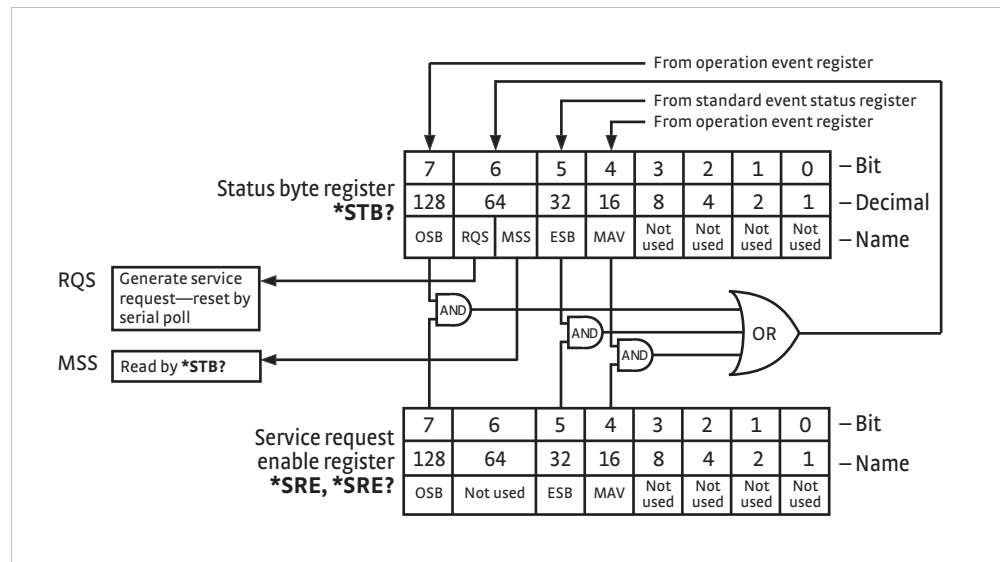 From operation event register
From standard event status register
From operation event register
Status byte register
*STB?
7 6 5 4 3 2 1 0 – Bit
128 64 32 16 8 4 2 1 – Decimal
OSB RQS MSS ESB MAV Not used Not used Not used Not used – Name
RQS
Generate service
request—reset by
serial poll
MSS
Read by *STB?
AND
AND
AND
OR
Service request
enable register
*SRE, *SRE?
7 6 5 4 3 2 1 0 – Bit
128 64 32 16 8 4 2 1 – Name
OSB Not used ESB MAV Not used Not used Not used Not used